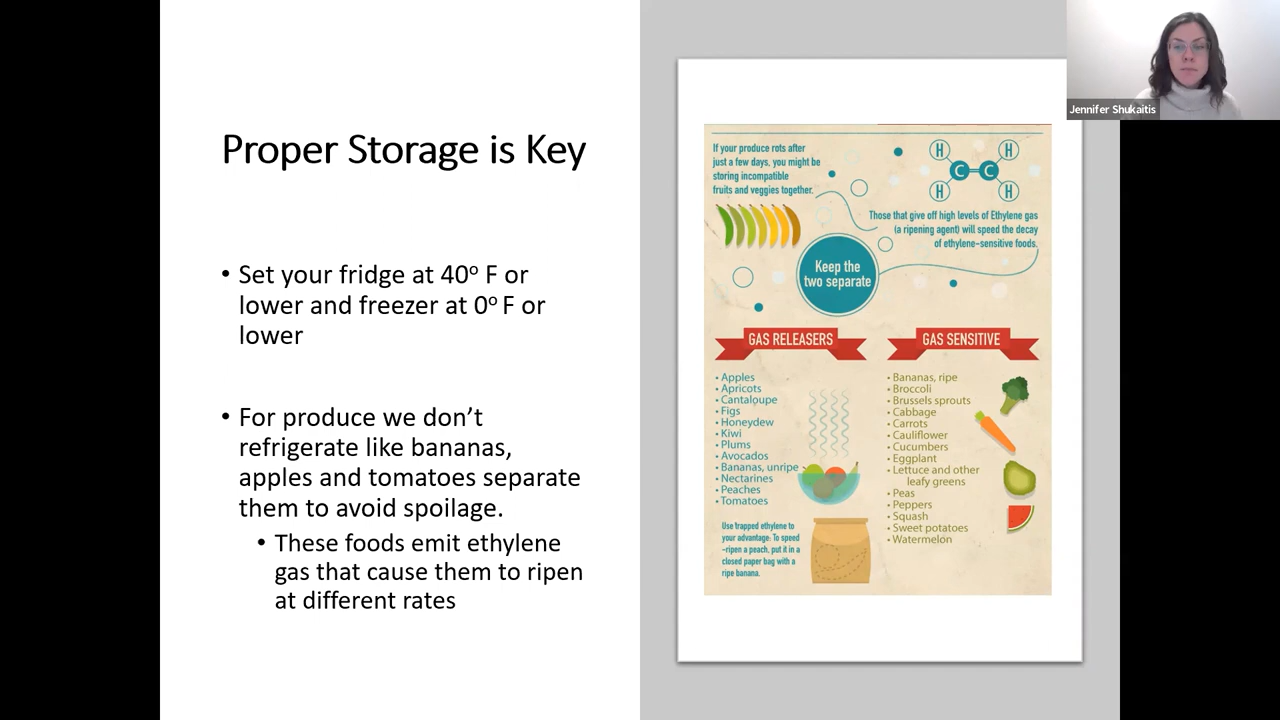 Proper Storage is Key
• Set your fridge at 40º F or
lower and freezer at 0º F or
lower
• For produce we don’t
refrigerate like bananas,
apples and tomatoes separate
them to avoid spoilage.
• These foods emit ethylene
gas that cause them to ripen
at different rates
If your produce rots after
just a few days, you might be
storing incompatible
fruits and veggies together.
H H
C C
H H
Those that give off high levels of Ethylene gas
(a ripening agent) will speed the decay
of ethylene-sensitive foods.
Keep the
two separate
GAS RELEASERS
• Apples
• Apricots
• Cantaloupe
• Figs
• Honeydew
• Kiwi
• Plums
• Avocados
• Bananas, unripe
• Nectarines
• Peaches
• Tomatoes
Use trapped ethylene to
your advantage: To speed
-ripen a peach, put it in a
closed paper bag with a
ripe banana.
GAS SENSITIVE
• Bananas, ripe
• Broccoli
• Brussels sprouts
• Cabbage
• Carrots
• Cauliflower
• Cucumbers
• Eggplant
• Lettuce and other
leafy greens
• Peas
• Peppers
• Squash
• Sweet potatoes
• Watermelon
Jennifer Shukaitis